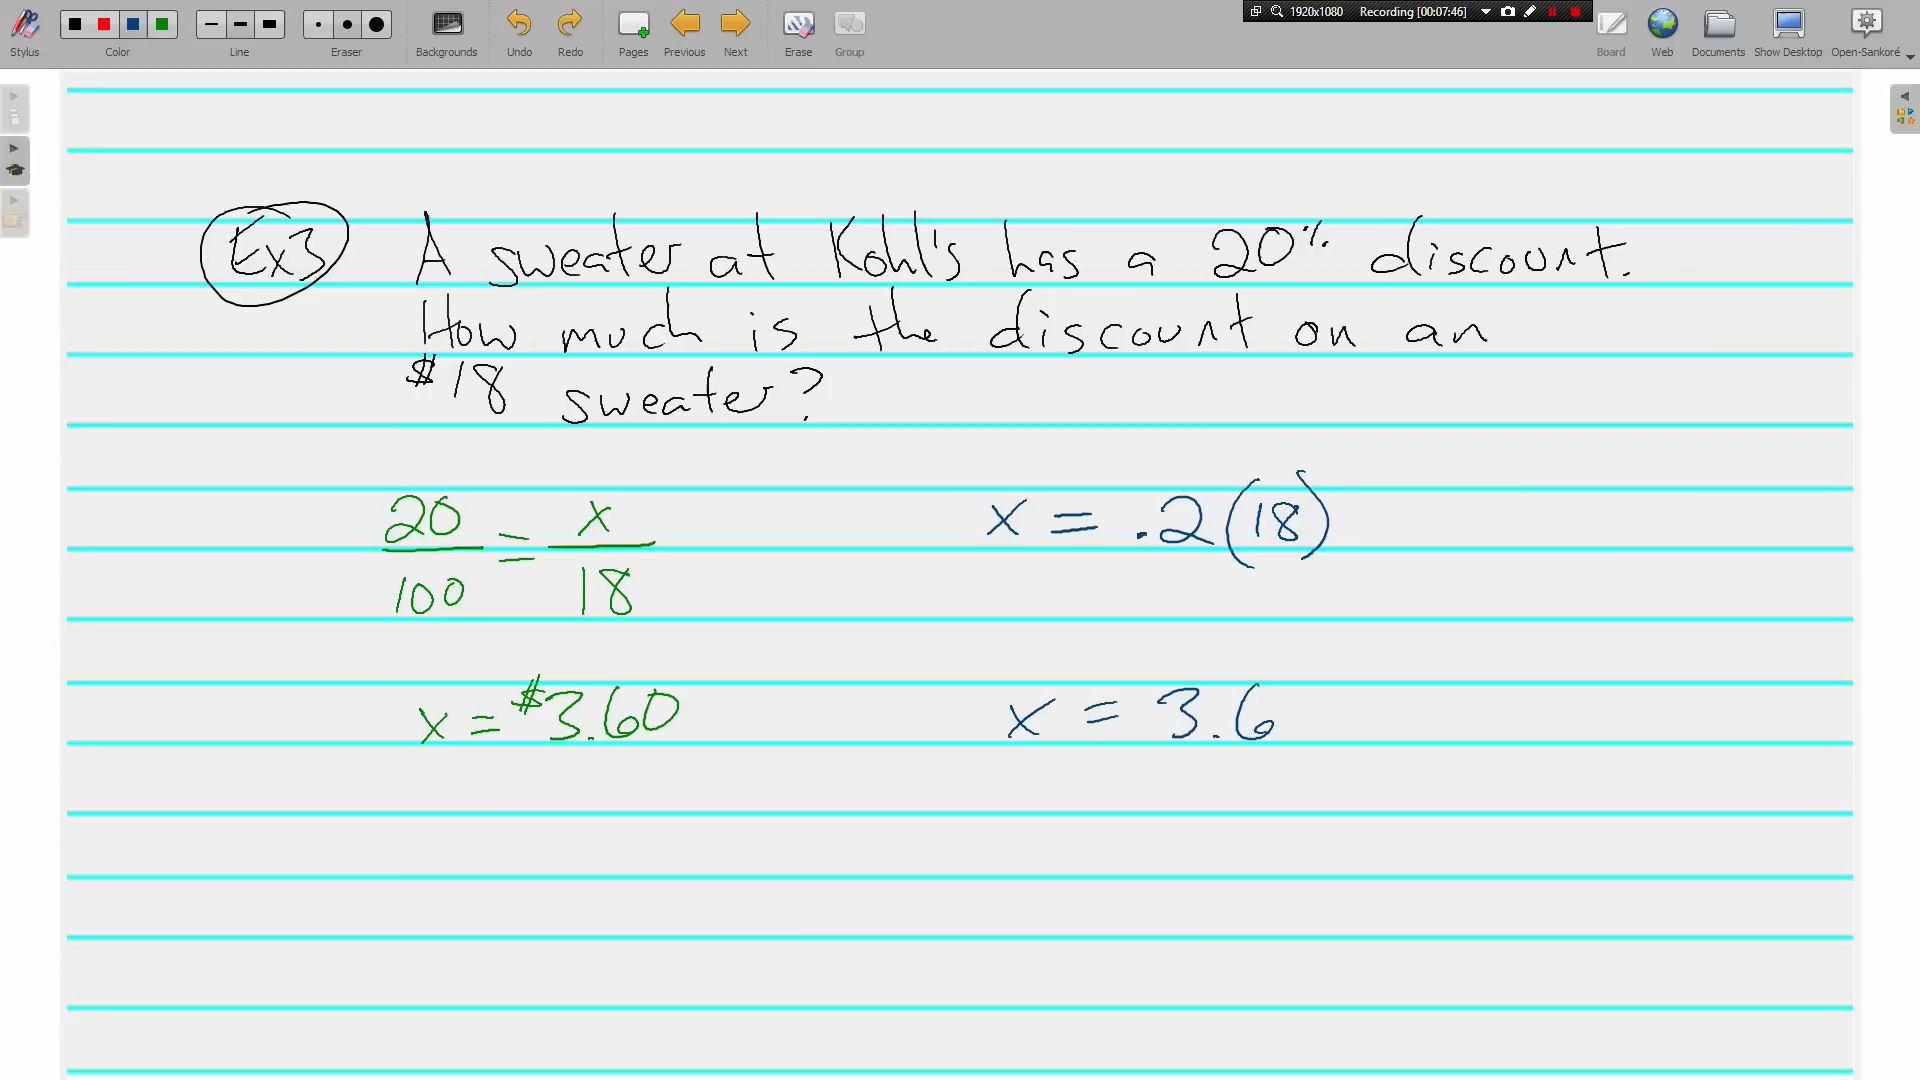 1920x1080 Recording [00:07:46]
Stylus Color Line Eraser Backgrounds Undo Redo Pages Previous Next Erase Group Board Web Documents Show Desktop Open-Sankoré
Ex3 A sweater at Kohl's has a 20% discount.
How much is the discount on an
$18 sweater?
20/100 = x/18
x = .2(18)
x = $3.60
x = 3.6